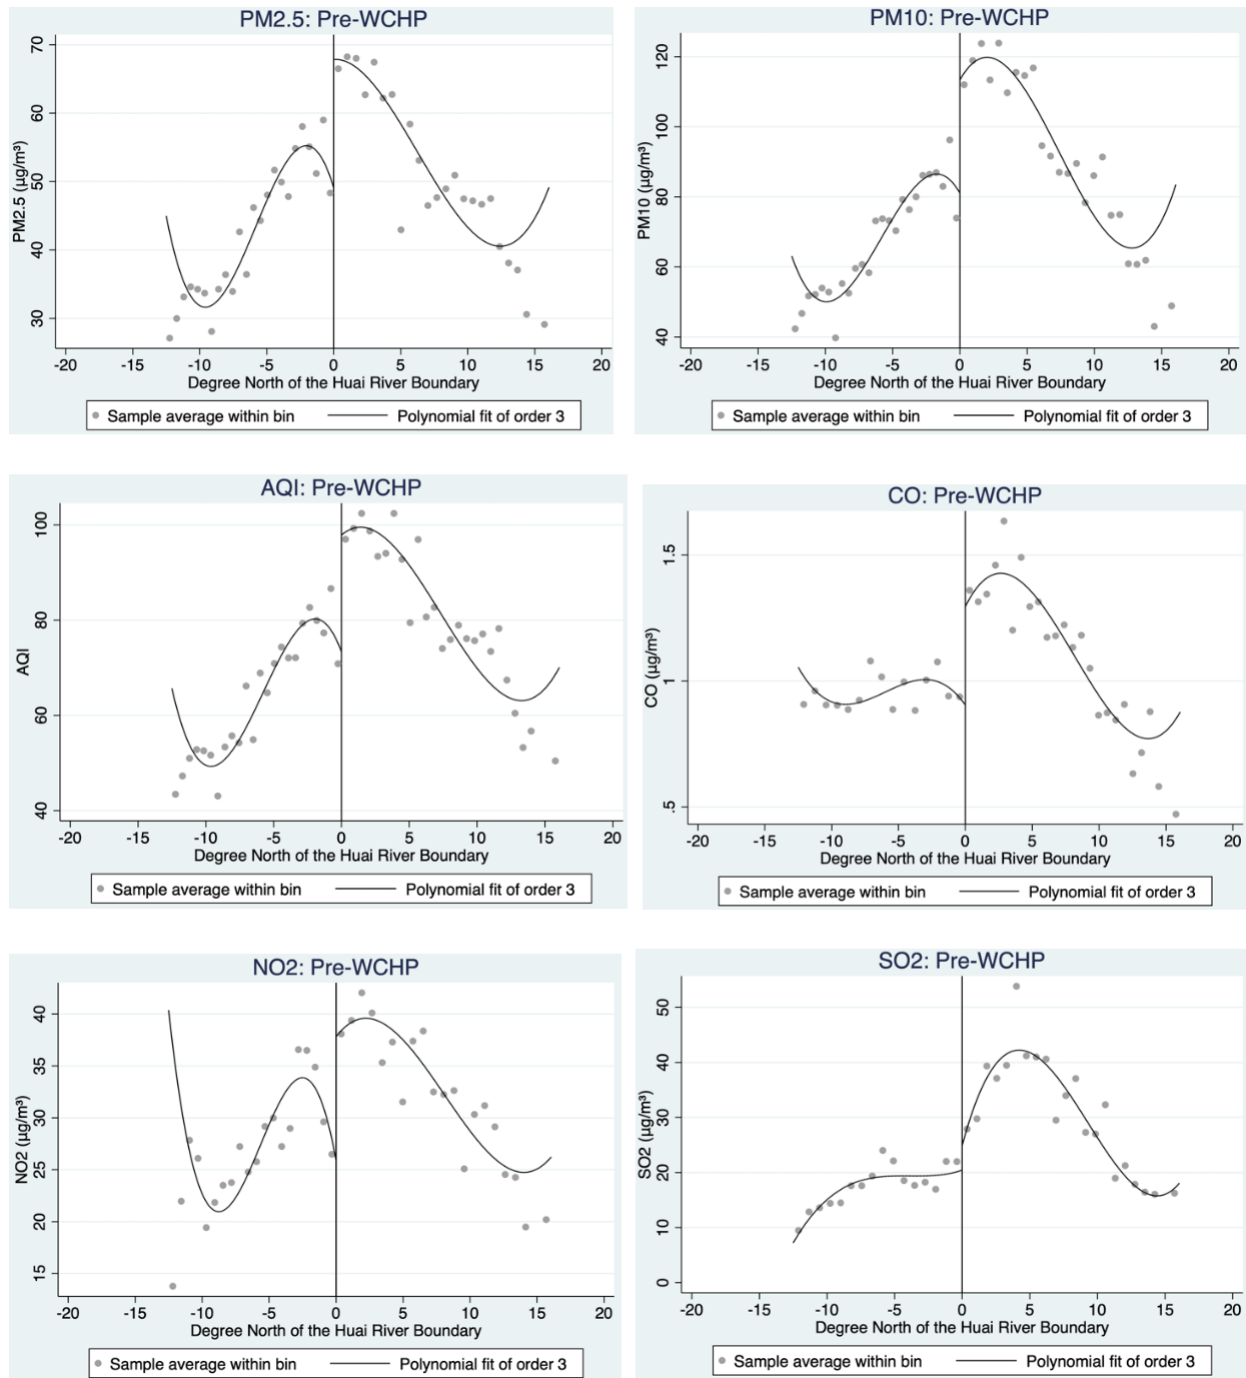 PM2.5: Pre-WCHP
PM2.5 (µg/m³)
70
60
50
40
30
-20 -15 -10 -5 0 5 10 15 20
Degree North of the Huai River Boundary
Sample average within bin Polynomial fit of order 3
PM10: Pre-WCHP
PM10 (µg/m³)
120
100
80
60
40
-20 -15 -10 -5 0 5 10 15 20
Degree North of the Huai River Boundary
Sample average within bin Polynomial fit of order 3
AQI: Pre-WCHP
AQI
100
80
60
40
-20 -15 -10 -5 0 5 10 15 20
Degree North of the Huai River Boundary
Sample average within bin Polynomial fit of order 3
CO: Pre-WCHP
CO (µg/m³)
1.5
1
.5
-20 -15 -10 -5 0 5 10 15 20
Degree North of the Huai River Boundary
Sample average within bin Polynomial fit of order 3
NO2: Pre-WCHP
NO2 (µg/m³)
40
35
30
25
20
15
-20 -15 -10 -5 0 5 10 15 20
Degree North of the Huai River Boundary
Sample average within bin Polynomial fit of order 3
SO2: Pre-WCHP
SO2 (µg/m³)
50
40
30
20
10
0
-20 -15 -10 -5 0 5 10 15 20
Degree North of the Huai River Boundary
Sample average within bin Polynomial fit of order 3